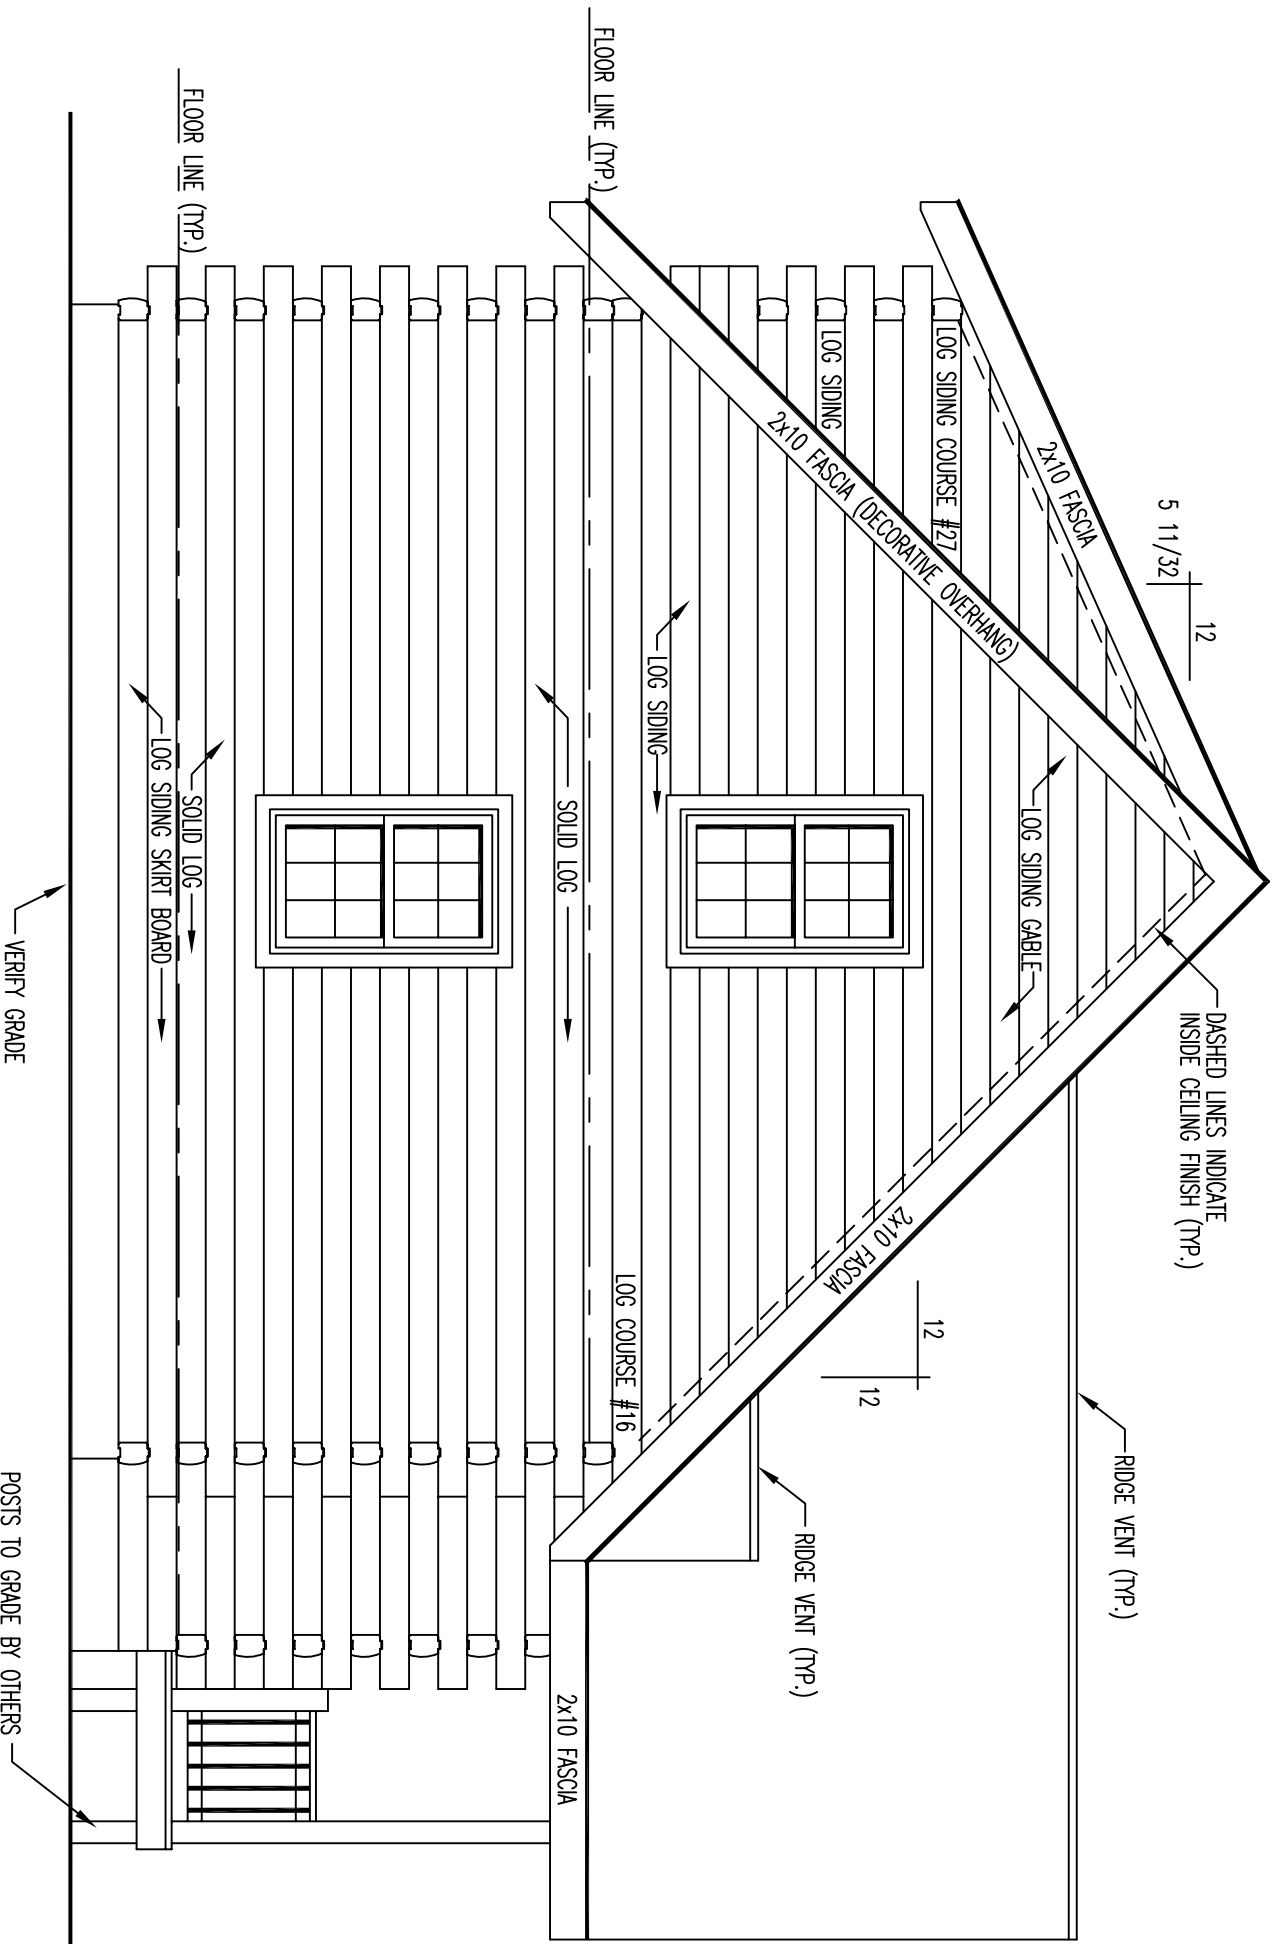 12
5 11/32
2x10 FASCIA
DASHED LINES INDICATE
INSIDE CEILING FINISH (TYP.)
RIDGE VENT (TYP.)
LOG SIDING GABLE
LOG SIDING COURSE #27
LOG SIDING
2x10 FASCIA (DECORATIVE OVERHANG)
12
12
2x10 FASCIA
RIDGE VENT (TYP.)
LOG SIDING
LOG COURSE #16
FLOOR LINE (TYP.)
SOLID LOG
2x10 FASCIA
FLOOR LINE (TYP.)
SOLID LOG
LOG SIDING SKIRT BOARD
VERIFY GRADE
POSTS TO GRADE BY OTHERS